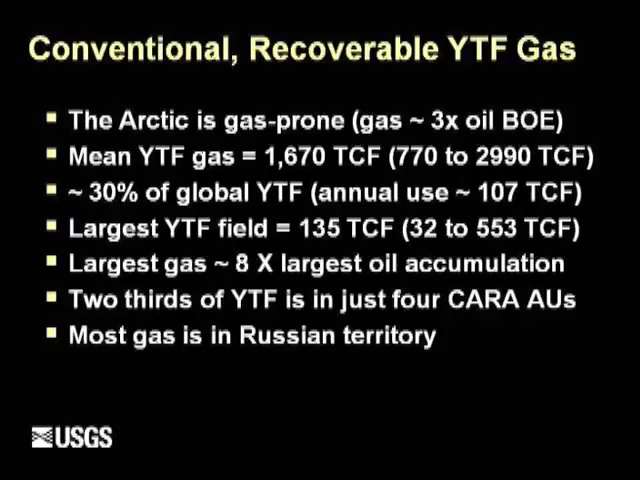 Conventional, Recoverable YTF Gas
The Arctic is gas-prone (gas ~ 3x oil BOE)
Mean YTF gas = 1,670 TCF (770 to 2990 TCF)
~ 30% of global YTF (annual use ~ 107 TCF)
Largest YTF field = 135 TCF (32 to 553 TCF)
Largest gas ~ 8 X largest oil accumulation
Two thirds of YTF is in just four CARA AUs
Most gas is in Russian territory
USGS